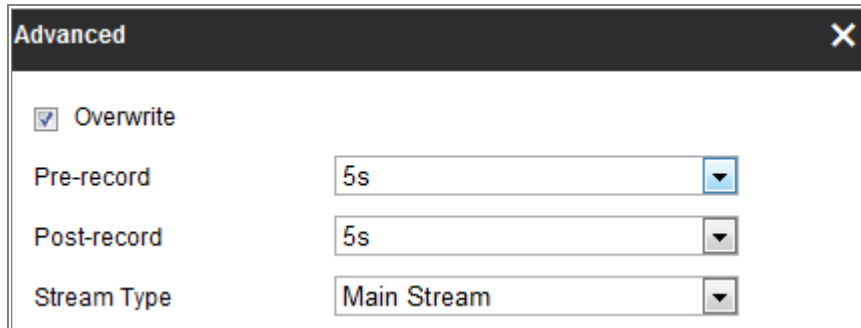 Advanced
Overwrite
Pre-record 5s
Post-record 5s
Stream Type Main Stream